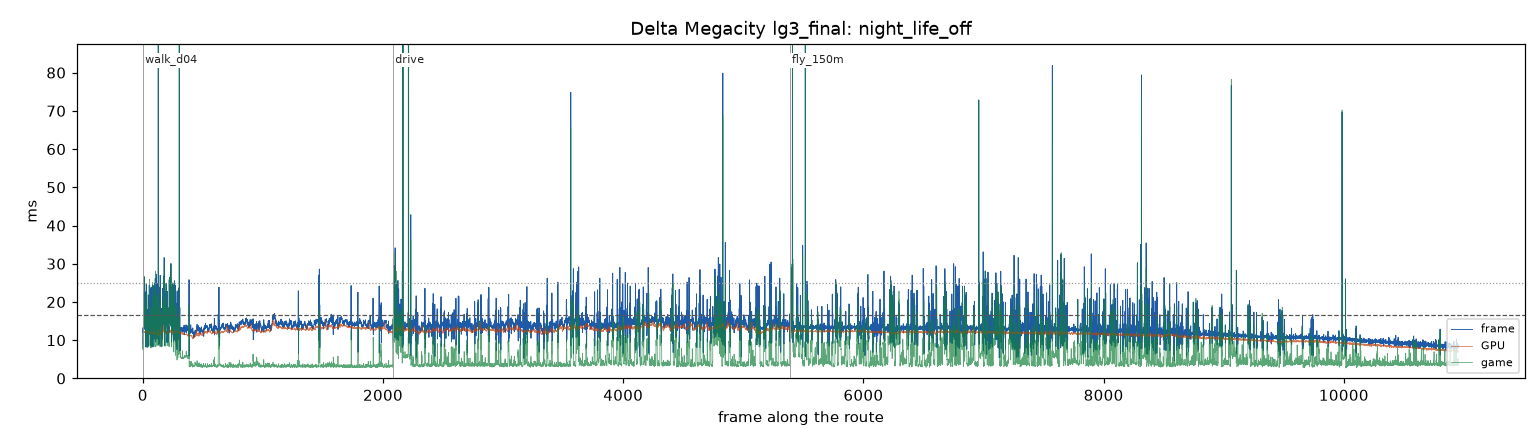 Delta Megacity lg3_final: night_life_off
walk_d04
drive
fly_150m
80
70
60
50
40
30
20
10
0
ms
0
2000
4000
6000
8000
10000
frame along the route
frame
GPU
game